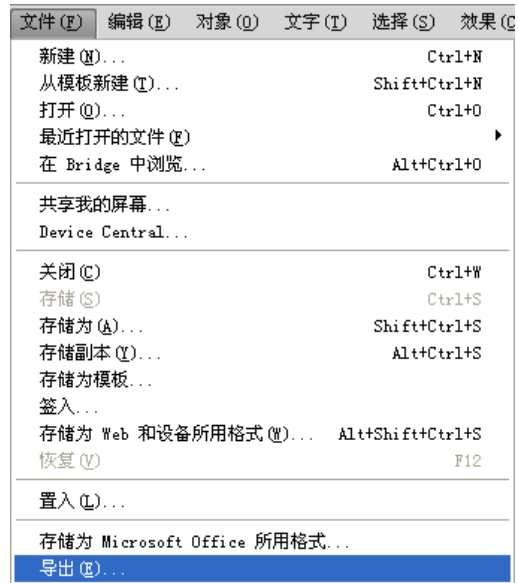 文件(F) 编辑(E) 对象(O) 文字(T) 选择(S) 效果(C
新建(N)... Ctrl+N
从模板新建(T)... Shift+Ctrl+N
打开(O)... Ctrl+O
最近打开的文件(F)
在 Bridge 中浏览... Alt+Ctrl+O
共享我的屏幕...
Device Central...
关闭(C) Ctrl+W
存储(S) Ctrl+S
存储为(A)... Shift+Ctrl+S
存储副本(Y)... Alt+Ctrl+S
存储为模板...
签入...
存储为 Web 和设备所用格式(W)... Alt+Shift+Ctrl+S
恢复(V) F12
置入(L)...
存储为 Microsoft Office 所用格式...
导出(E)...